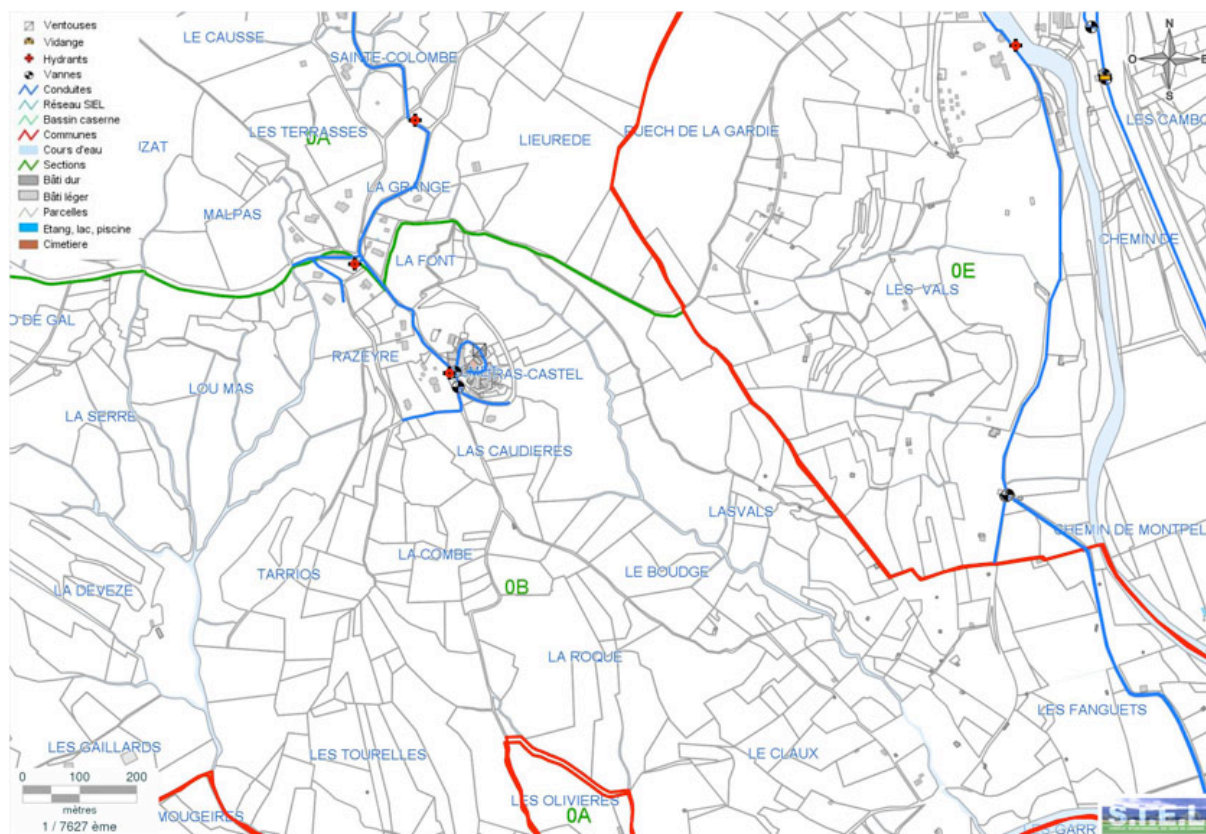 Ventouses
Vidange
Hydrants
Vannes
Conduites
Réseau SIEL
Bassin caserne
Communes
Cours d'eau
Sections
Bâti dur
Bâti léger
Parcelles
Etang, lac, piscine
Cimetiere
LE CAUSSE
SAINTE-COLOMBE
N
O
E
S
LES TERRASSES
0A
LIEUREDE
PUECH DE LA GARDIE
LES CAMBO
IZAT
LA GRANGE
MALPAS
CHEMIN DE
LA FONT
0E
LES VALS
O DE GAL
RAZEYRE
RAS-CASTEL
LOU MAS
LA SERRE
LAS CAUDIERES
LASVALS
CHEMIN DE MONTPEL
LA COMBE
TARRIOS
LE BOUDGE
LA DEVEZE
0B
LA ROQUE
LES FANGUETS
LES GAILLARDS
LES TOURELLES
LE CLAUX
0 100 200
mètres
1 / 7627 ème
LES OLIVIERES
0A
MOUGEIRES
GARR
S.I.E.L